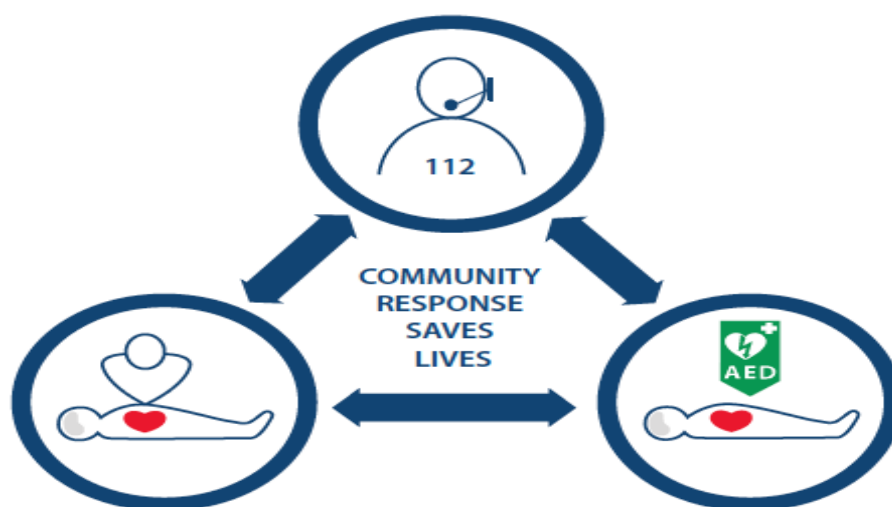 112
COMMUNITY
RESPONSE
SAVES
LIVES
AED